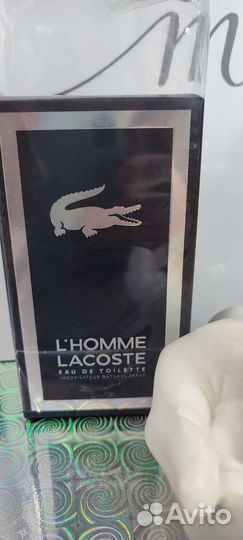 m
L'HOMME
LACOSTE
EAU DE TOILETTE
VAPORISATEUR NATURAL SPRAY
Avito